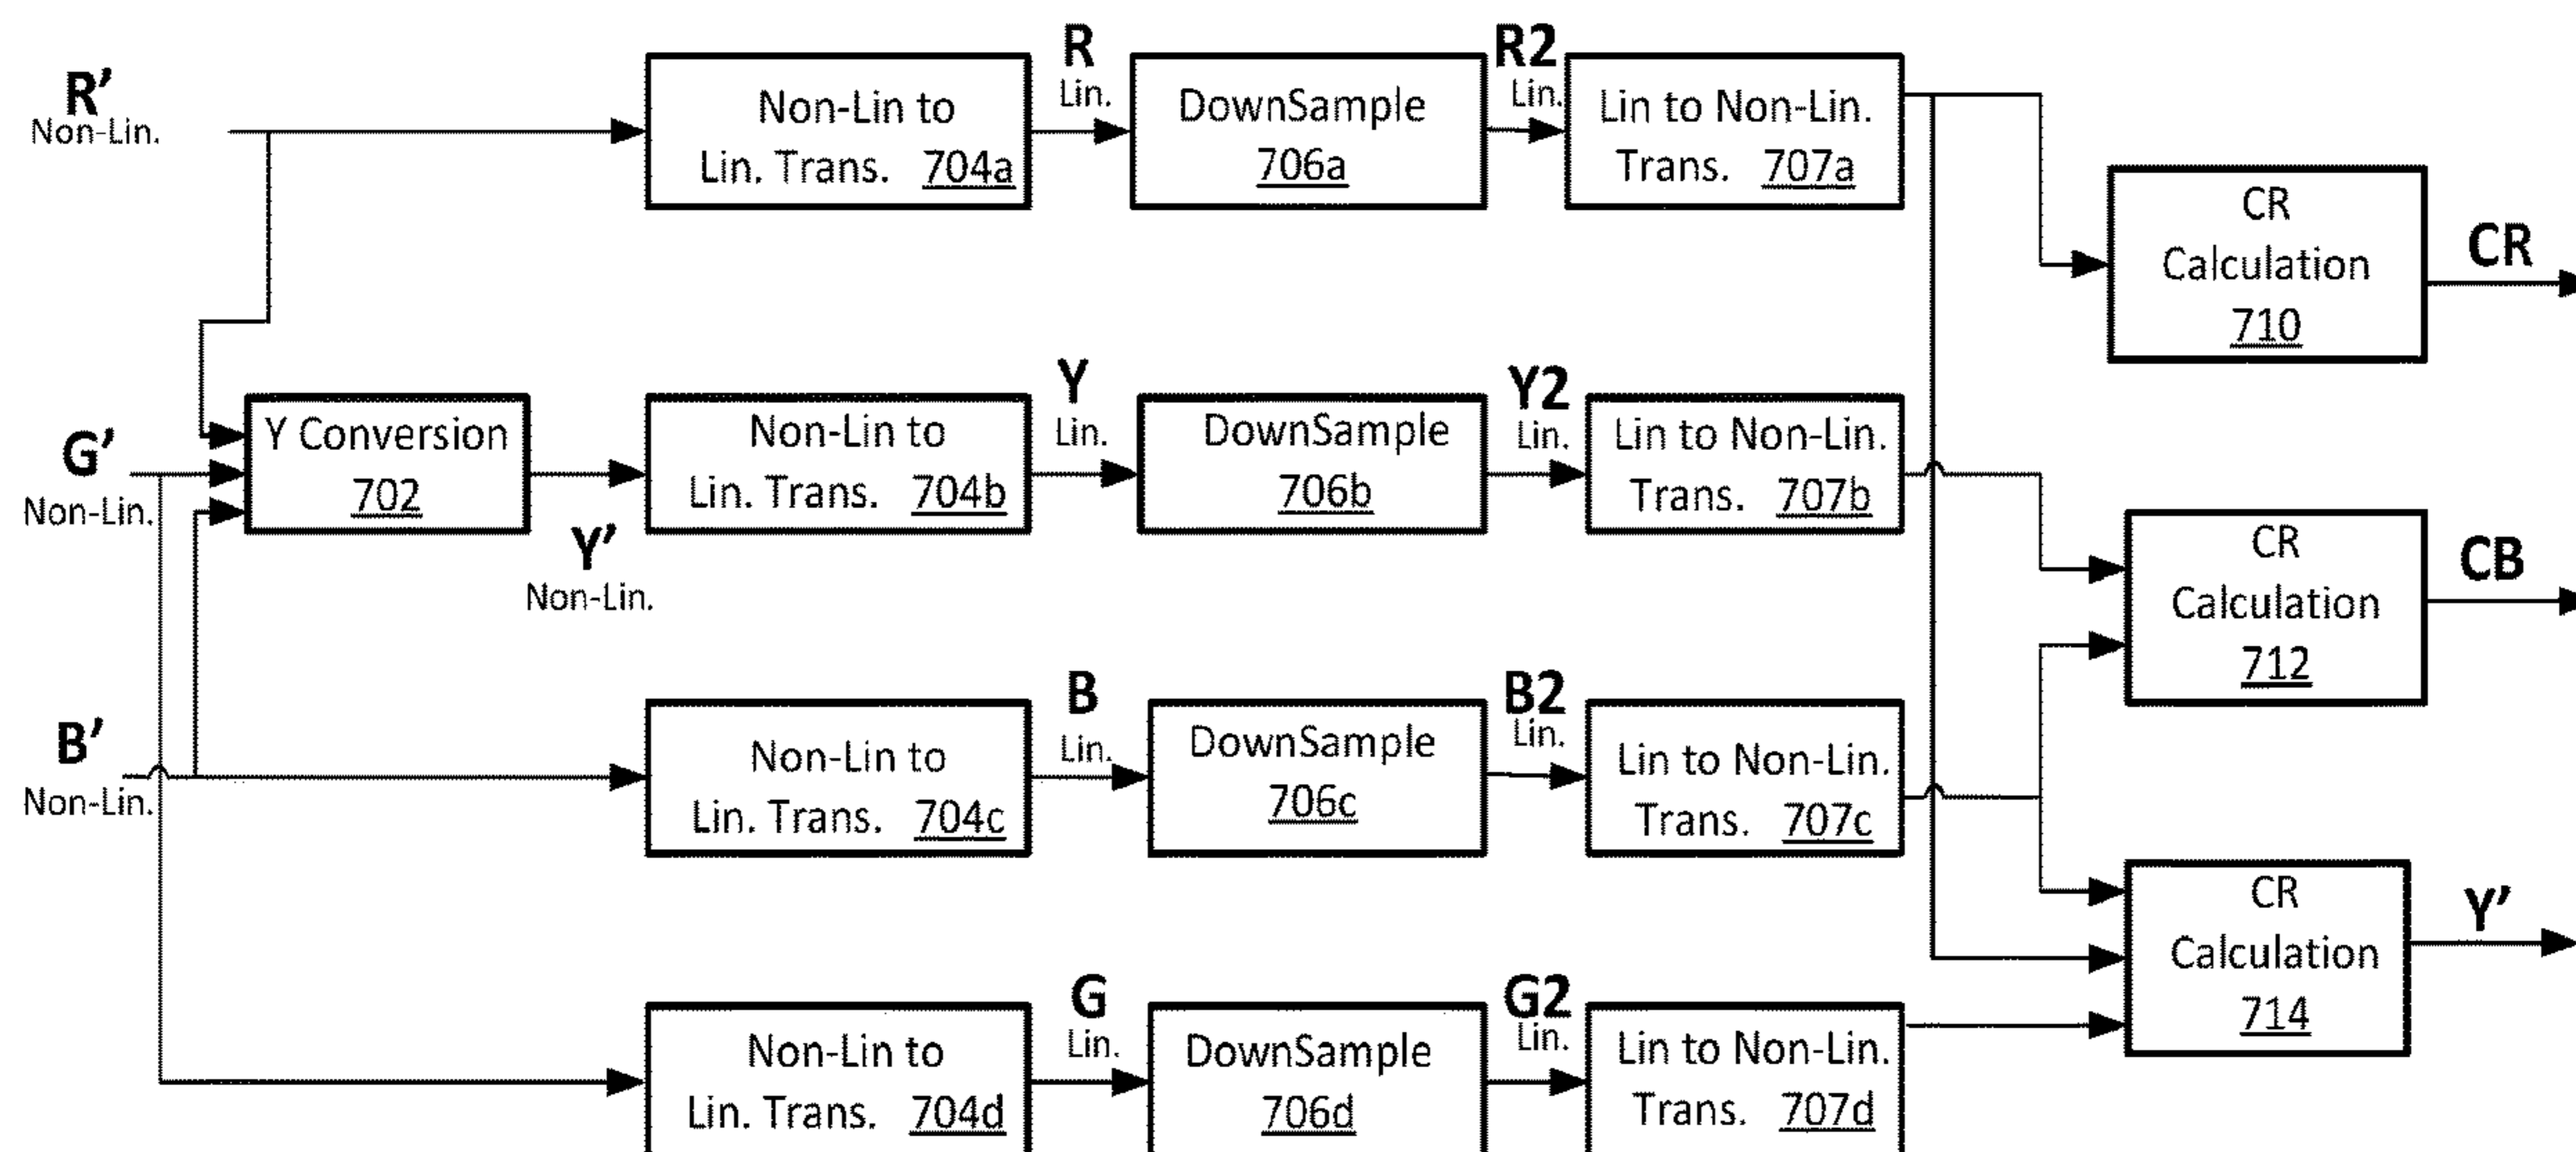 R'
Non-Lin.
Non-Lin to
Lin. Trans. 704a
R
Lin.
DownSample
706a
R2
Lin.
Lin to Non-Lin.
Trans. 707a
CR
Calculation
710
CR
G'
Non-Lin.
Y Conversion
702
Y'
Non-Lin.
Non-Lin to
Lin. Trans. 704b
Y
Lin.
DownSample
706b
Y2
Lin.
Lin to Non-Lin.
Trans. 707b
CR
Calculation
712
CB
B'
Non-Lin.
Non-Lin to
Lin. Trans. 704c
B
Lin.
DownSample
706c
B2
Lin.
Lin to Non-Lin.
Trans. 707c
CR
Calculation
714
Y'
Non-Lin to
Lin. Trans. 704d
G
Lin.
DownSample
706d
G2
Lin.
Lin to Non-Lin.
Trans. 707d